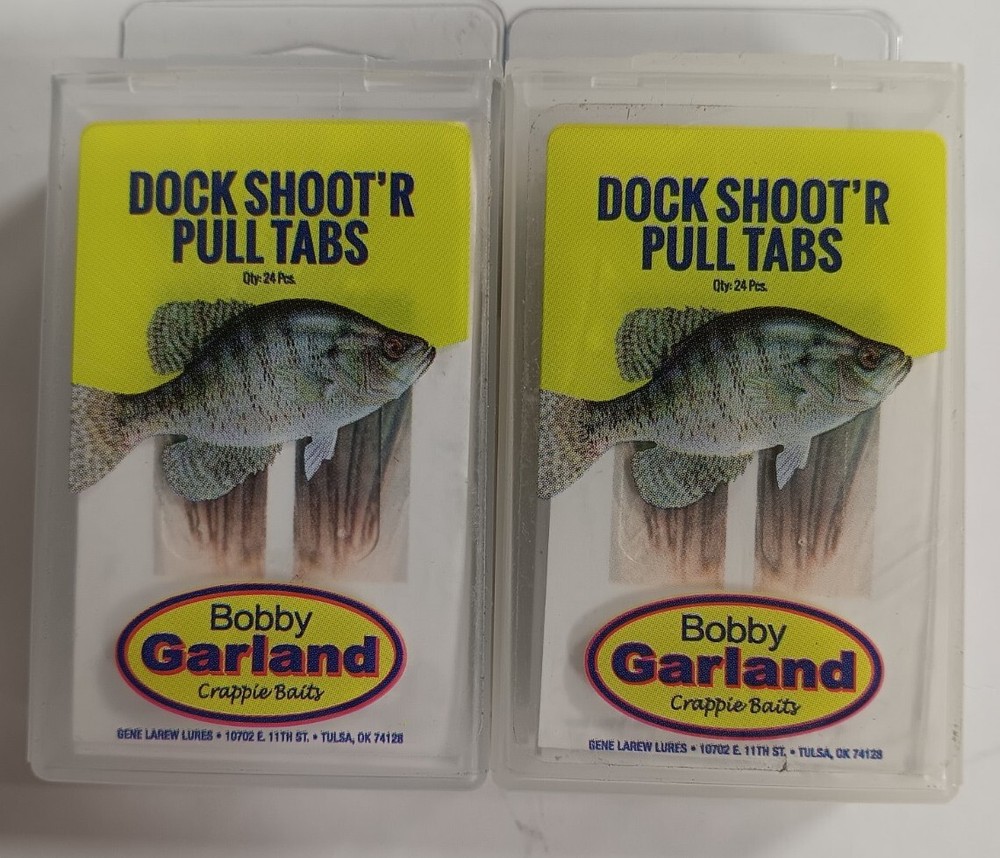 DOCK SHOOT'R
PULL TABS
Qty: 24 Pcs.
Bobby
Garland
Crappie Baits
GENE LAREW LURES • 10702 E. 11TH ST. • TULSA, OK 74128
DOCK SHOOT'R
PULL TABS
Qty: 24 Pcs.
Bobby
Garland
Crappie Baits
GENE LAREW LURES • 10702 E. 11TH ST. • TULSA, OK 74128